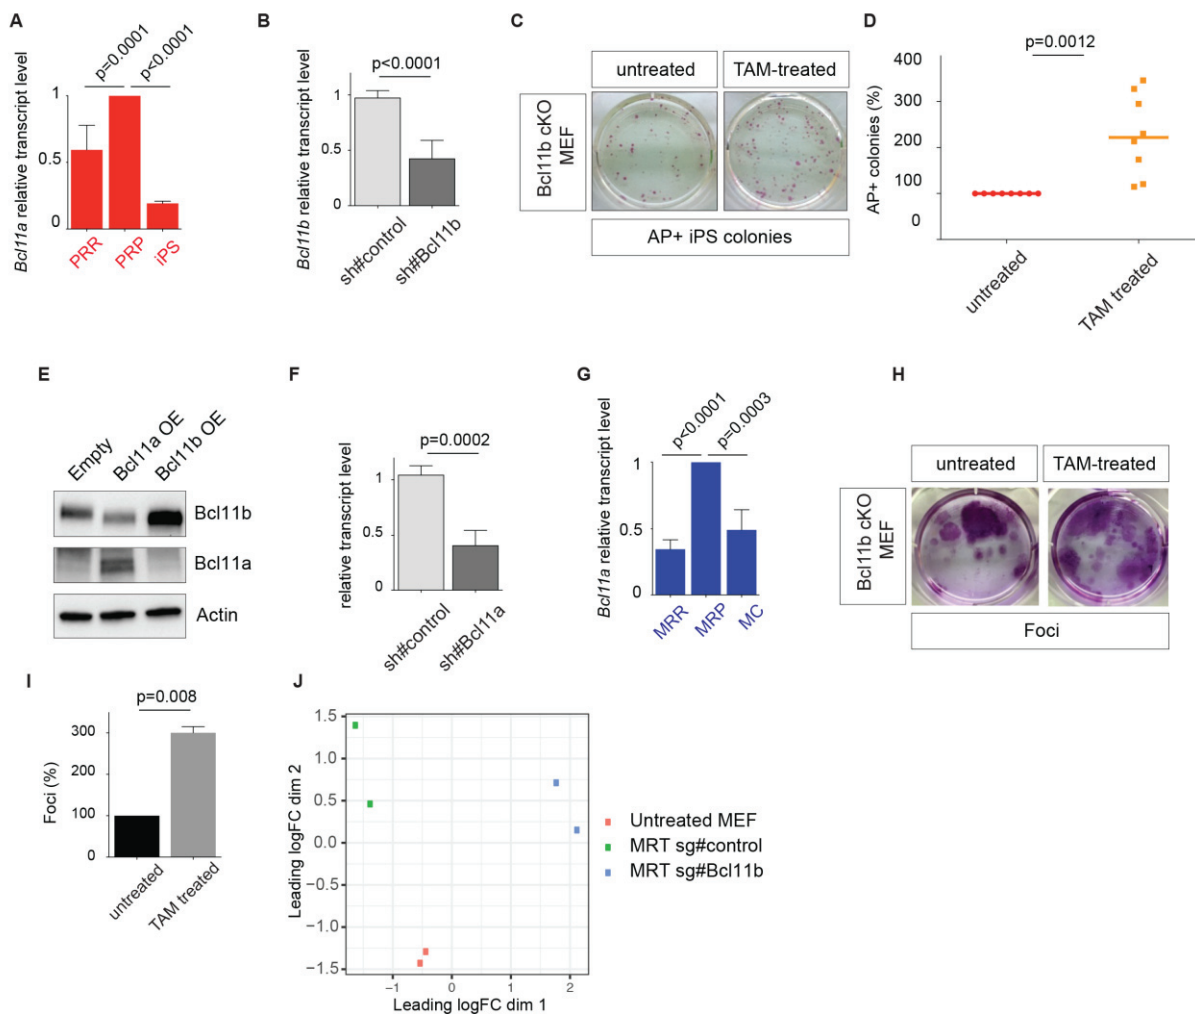 A
Bcl11a relative transcript level
p=0.0001
p<0.0001
1
0.5
0
PRR
PRP
iPS
B
Bcl11b relative transcript level
p<0.0001
1
0.5
0
sh#control
sh#Bcl11b
C
untreated
TAM-treated
Bcl11b cKO
MEF
AP+ iPS colonies
D
p=0.0012
AP+ colonies (%)
400
300
200
100
0
untreated
TAM treated
E
Empty
Bcl11a OE
Bcl11b OE
Bcl11b
Bcl11a
Actin
F
relative transcript level
p=0.0002
1
0.5
0
sh#control
sh#Bcl11a
G
Bcl11a relative transcript level
p<0.0001
p=0.0003
1
0.5
0
MRR
MRP
MC
H
untreated
TAM-treated
Bcl11b cKO
MEF
Foci
I
p=0.008
Foci (%)
300
200
100
0
untreated
TAM treated
J
Leading logFC dim 2
1.5
1.0
0.5
0.0
−0.5
−1.0
−1.5
−1
0
1
2
Leading logFC dim 1
Untreated MEF
MRT sg#control
MRT sg#Bcl11b